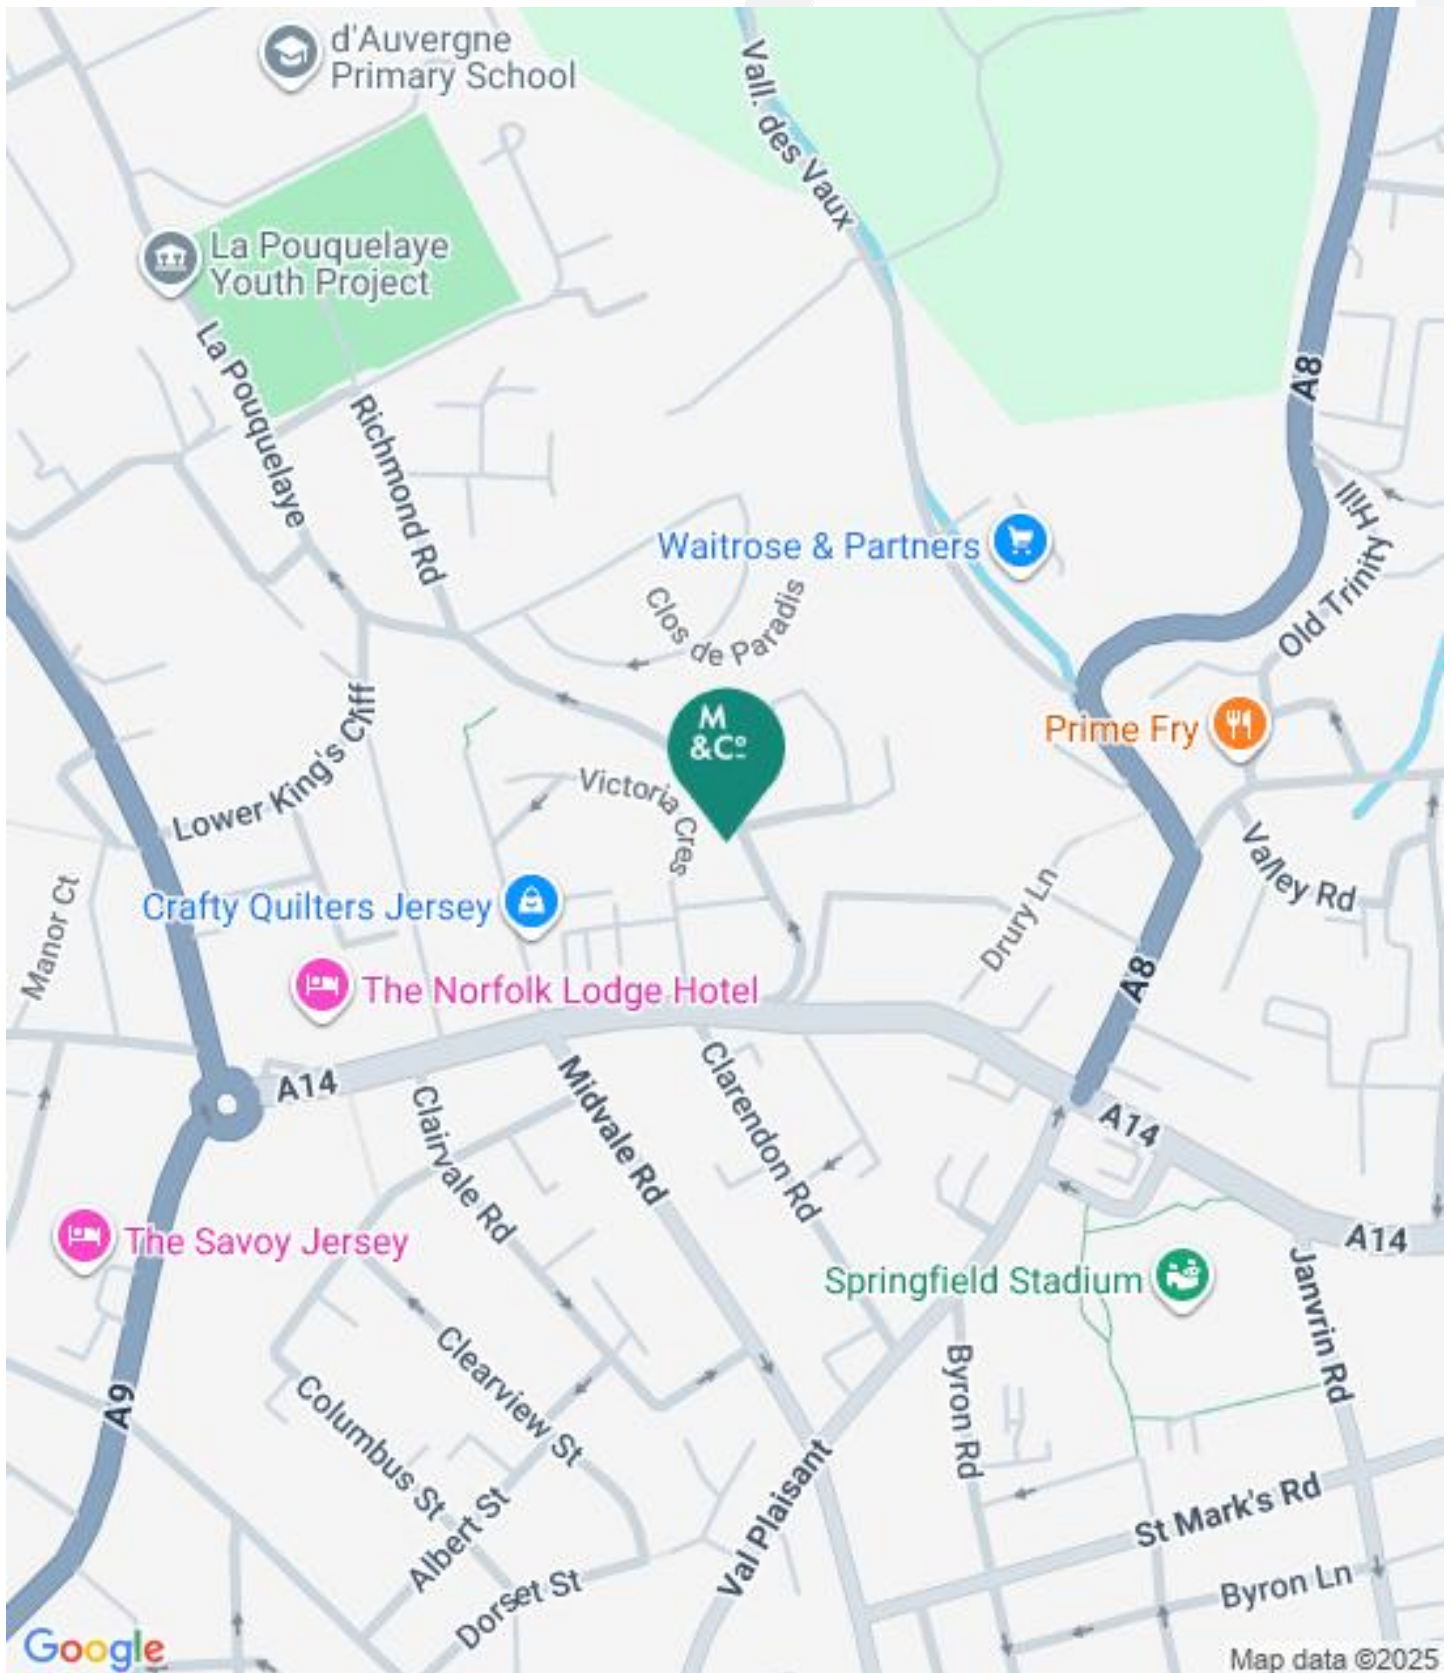 d'Auvergne
Primary School
Vall. des Vaux
La Pouquelaye
Youth Project
La Pouquelaye
Richmond Rd
A8
Old Trinity Hill
Waitrose & Partners
Clos de Paradis
M
&Co
Prime Fry
Lower King's Cliff
Victoria Cres
Valley Rd
Manor Ct
Crafty Quilters Jersey
Drury Ln
The Norfolk Lodge Hotel
A8
A14
Midvale Rd
Clarendon Rd
Clairvale Rd
A14
The Savoy Jersey
Springfield Stadium
A14
Janvrin Rd
A9
Clearview St
Columbus St
Byron Rd
Albert St
Val Plaisant
St Mark's Rd
Dorset St
Byron Ln
Google
Map data ©2025